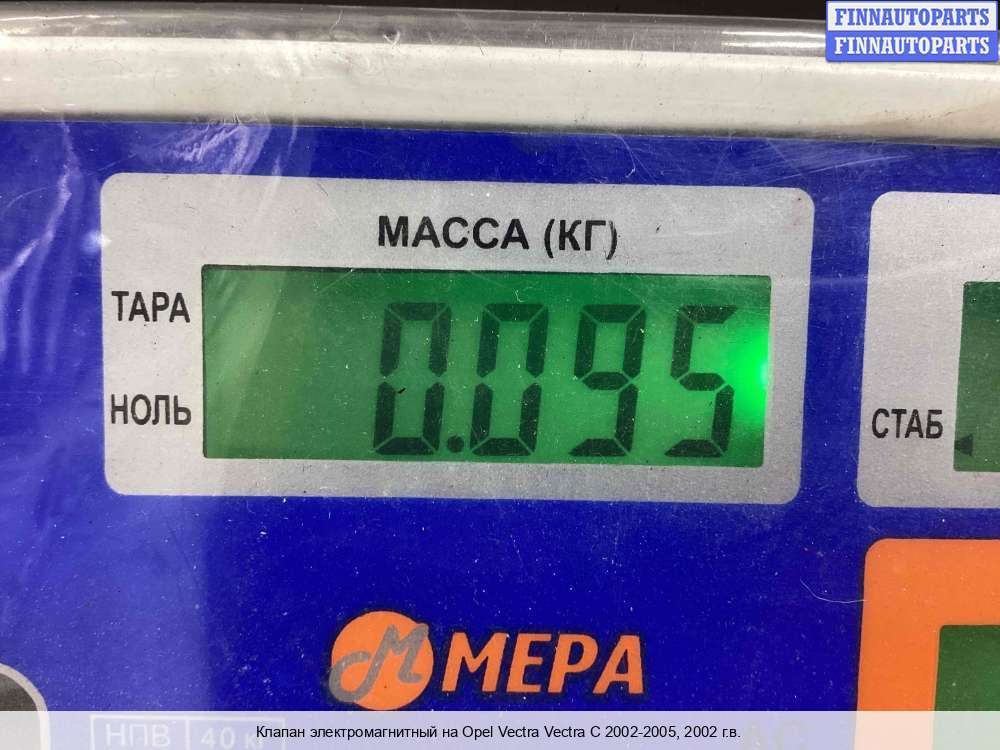 FINNAUTOPARTS
FINNAUTOPARTS
МАССА (КГ)
ТАРА
0.095
НОЛЬ
СТАБ
МЕРА
НПВ 40 кг
Клапан электромагнитный на Opel Vectra Vectra C 2002-2005, 2002 г.в.